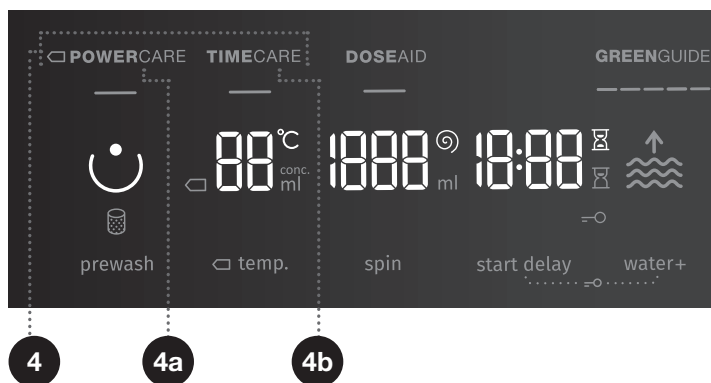 POWERCARE TIMECARE DOSEAID GREENGUIDE
88 °C 1888 18:88
conc.
ml ml
prewash temp. spin start delay water+
4 4a 4b